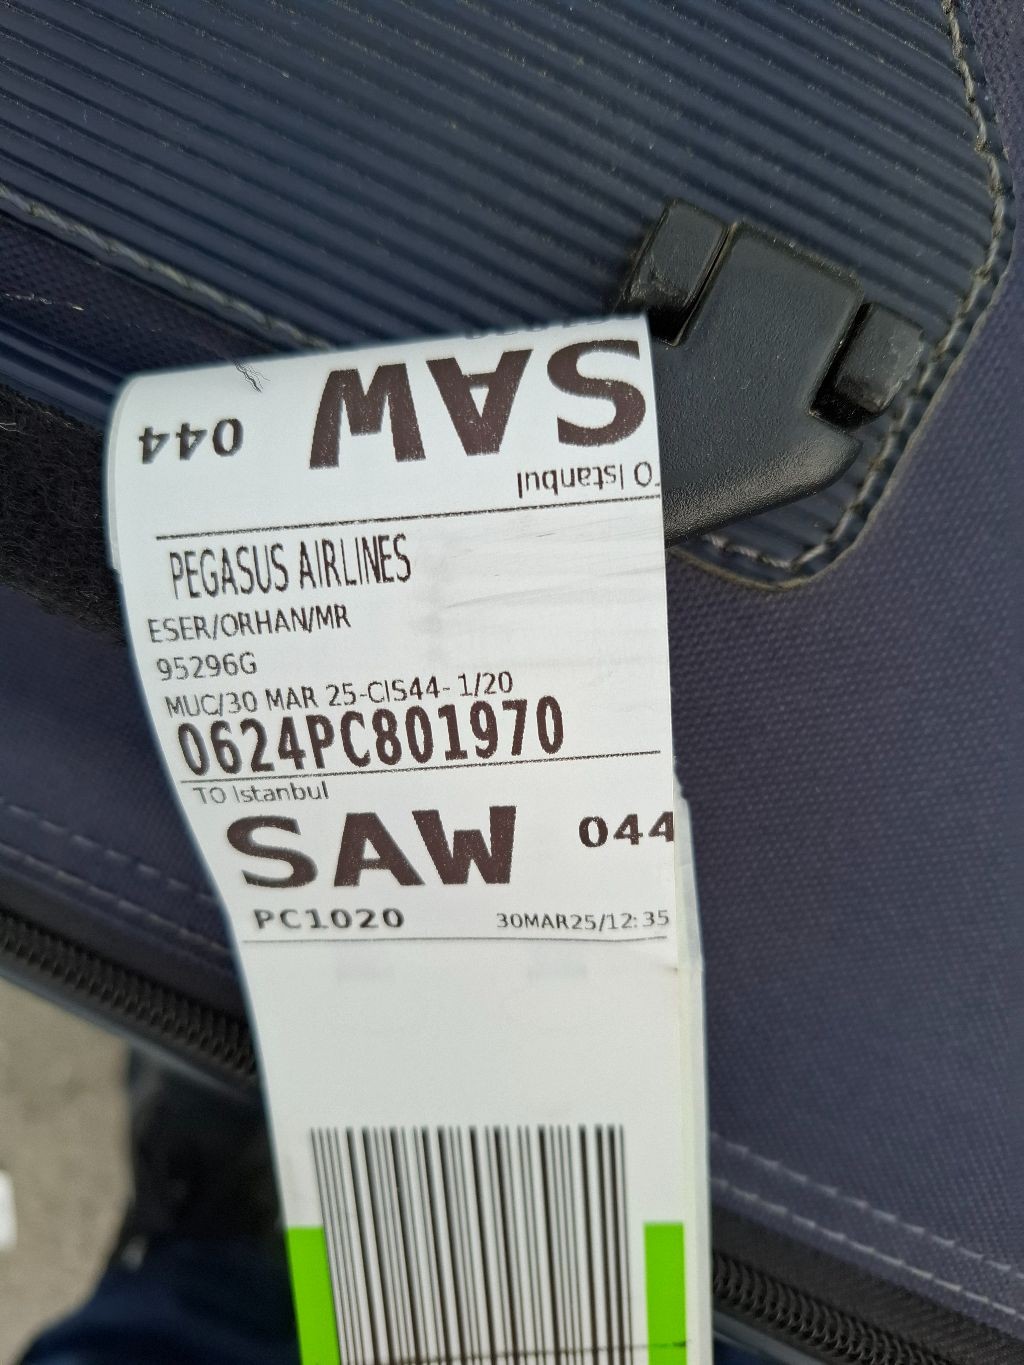 SAW 044
TO Istanbul
PEGASUS AIRLINES
ESER/ORHAN/MR
95296G
MUC/30 MAR 25-CIS44- 1/20
0624PC801970
TO Istanbul
SAW 044
PC1020 30MAR25/12:35